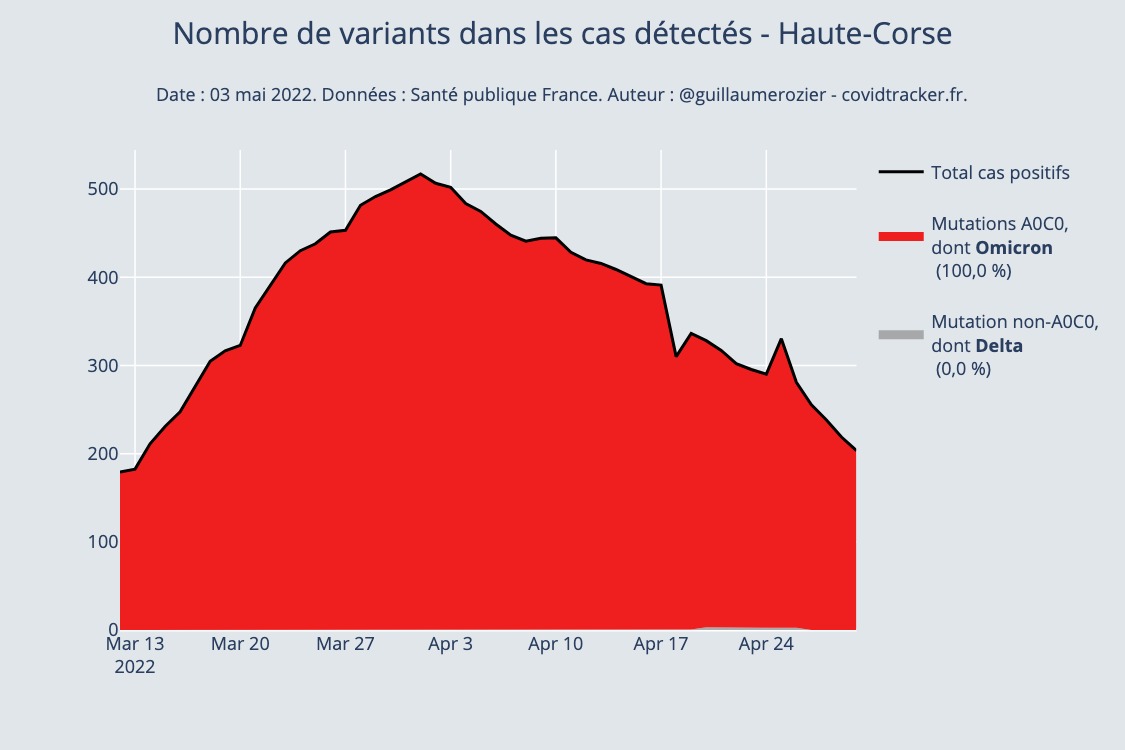 Nombre de variants dans les cas détectés - Haute-Corse
Date : 03 mai 2022. Données : Santé publique France. Auteur : @guillaumerozier - covidtracker.fr.
500
400
300
200
100
0
Mar 13
2022
Mar 20
Mar 27
Apr 3
Apr 10
Apr 17
Apr 24
Total cas positifs
Mutations A0C0,
dont Omicron
(100,0 %)
Mutation non-A0C0,
dont Delta
(0,0 %)